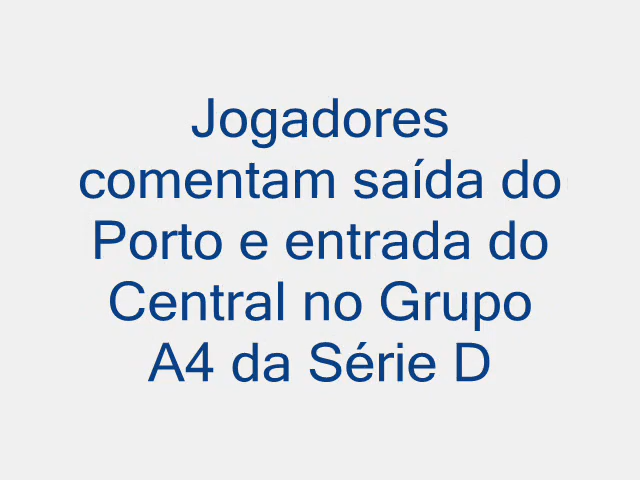 Jogadores
comentam saída do
Porto e entrada do
Central no Grupo
A4 da Série D